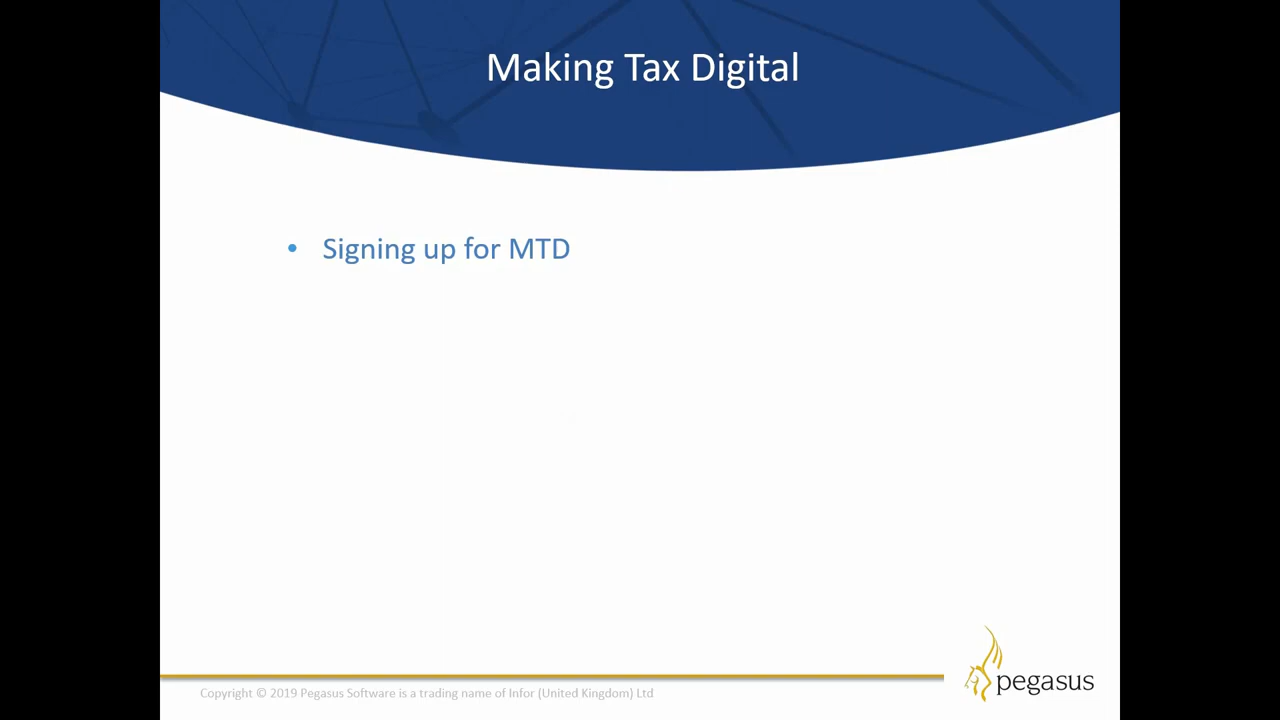 Making Tax Digital
• Signing up for MTD
Copyright © 2019 Pegasus Software is a trading name of Infor (United Kingdom) Ltd
pegasus